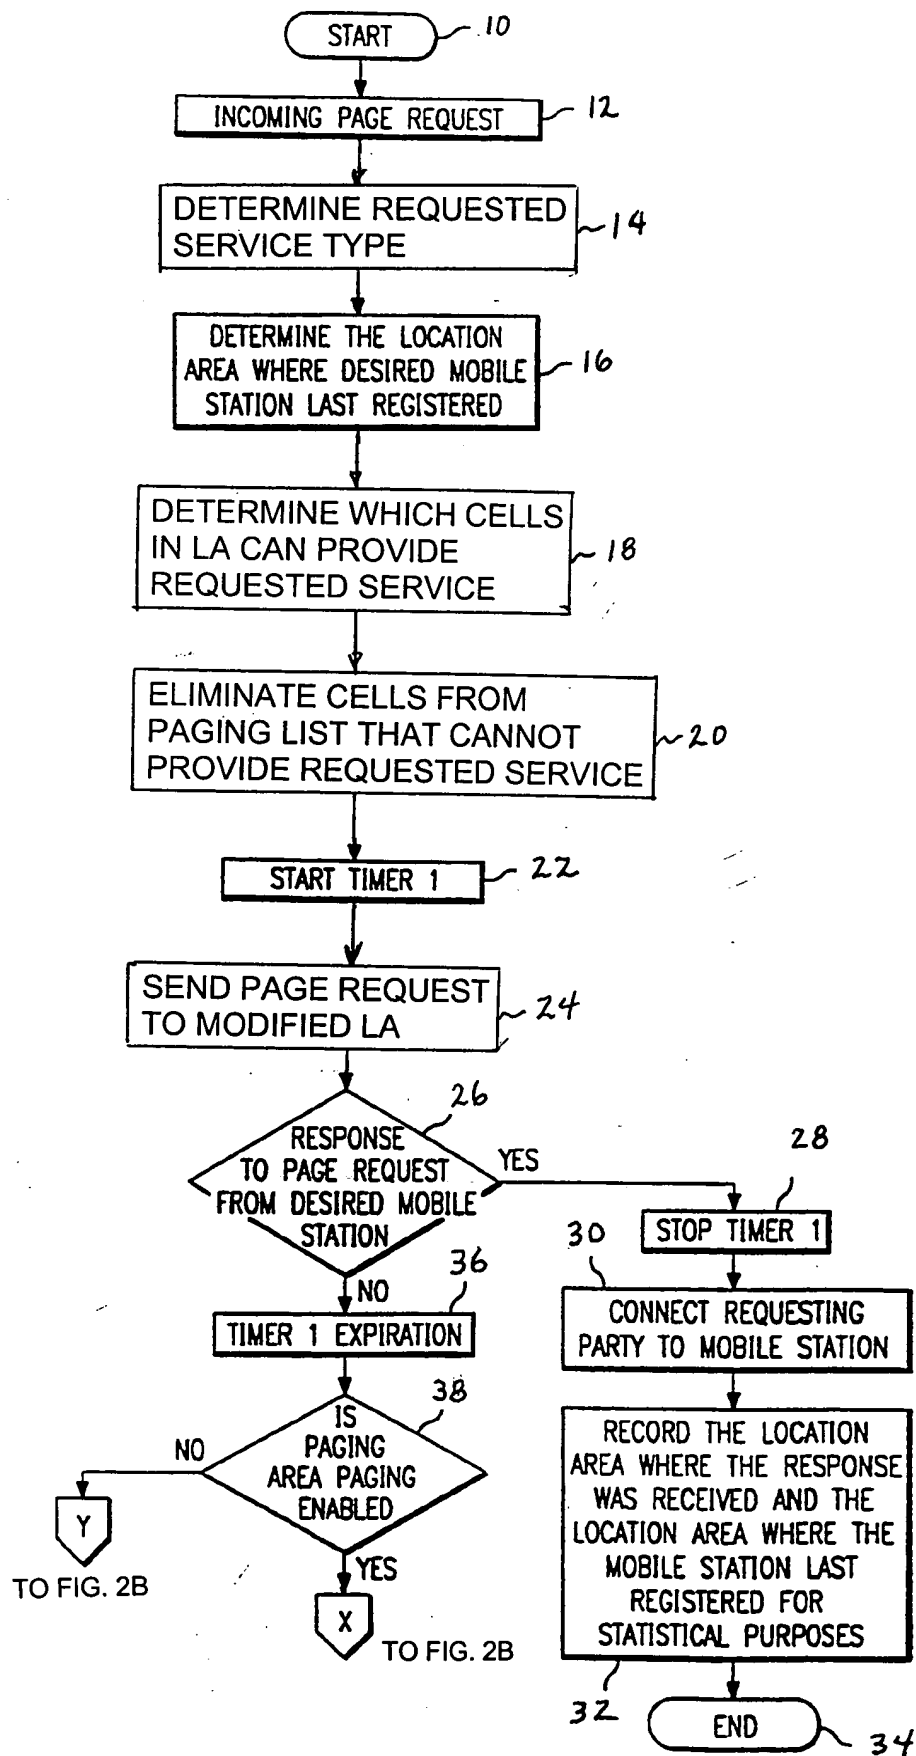 START
10
INCOMING PAGE REQUEST
12
DETERMINE REQUESTED
SERVICE TYPE
14
DETERMINE THE LOCATION
AREA WHERE DESIRED MOBILE
STATION LAST REGISTERED
16
DETERMINE WHICH CELLS
IN LA CAN PROVIDE
REQUESTED SERVICE
18
ELIMINATE CELLS FROM
PAGING LIST THAT CANNOT
PROVIDE REQUESTED SERVICE
20
START TIMER 1
22
SEND PAGE REQUEST
TO MODIFIED LA
24
26
RESPONSE
TO PAGE REQUEST
FROM DESIRED MOBILE
STATION
YES
28
STOP TIMER 1
30
CONNECT REQUESTING
PARTY TO MOBILE STATION
RECORD THE LOCATION
AREA WHERE THE RESPONSE
WAS RECEIVED AND THE
LOCATION AREA WHERE THE
MOBILE STATION LAST
REGISTERED FOR
STATISTICAL PURPOSES
32
END
34
NO
36
TIMER 1 EXPIRATION
38
IS
PAGING
AREA PAGING
ENABLED
NO
Y
TO FIG. 2B
YES
X
TO FIG. 2B